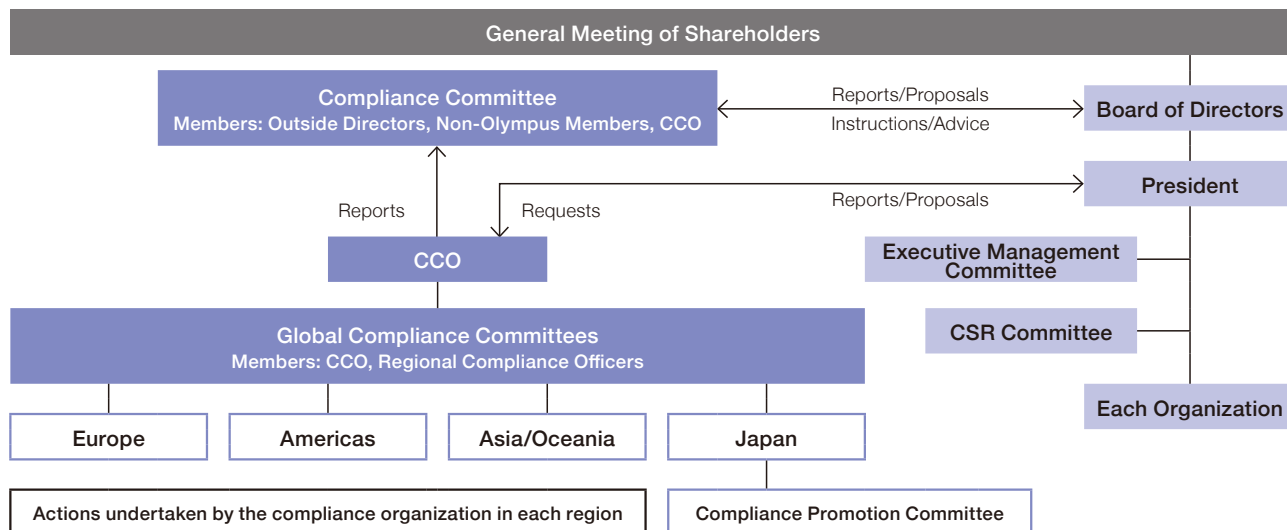 General Meeting of Shareholders
Compliance Committee
Members: Outside Directors, Non-Olympus Members, CCO
Reports/Proposals
Instructions/Advice
Board of Directors
President
Reports
Requests
Reports/Proposals
CCO
Executive Management
Committee
Global Compliance Committees
Members: CCO, Regional Compliance Officers
CSR Committee
Each Organization
Europe
Americas
Asia/Oceania
Japan
Actions undertaken by the compliance organization in each region
Compliance Promotion Committee